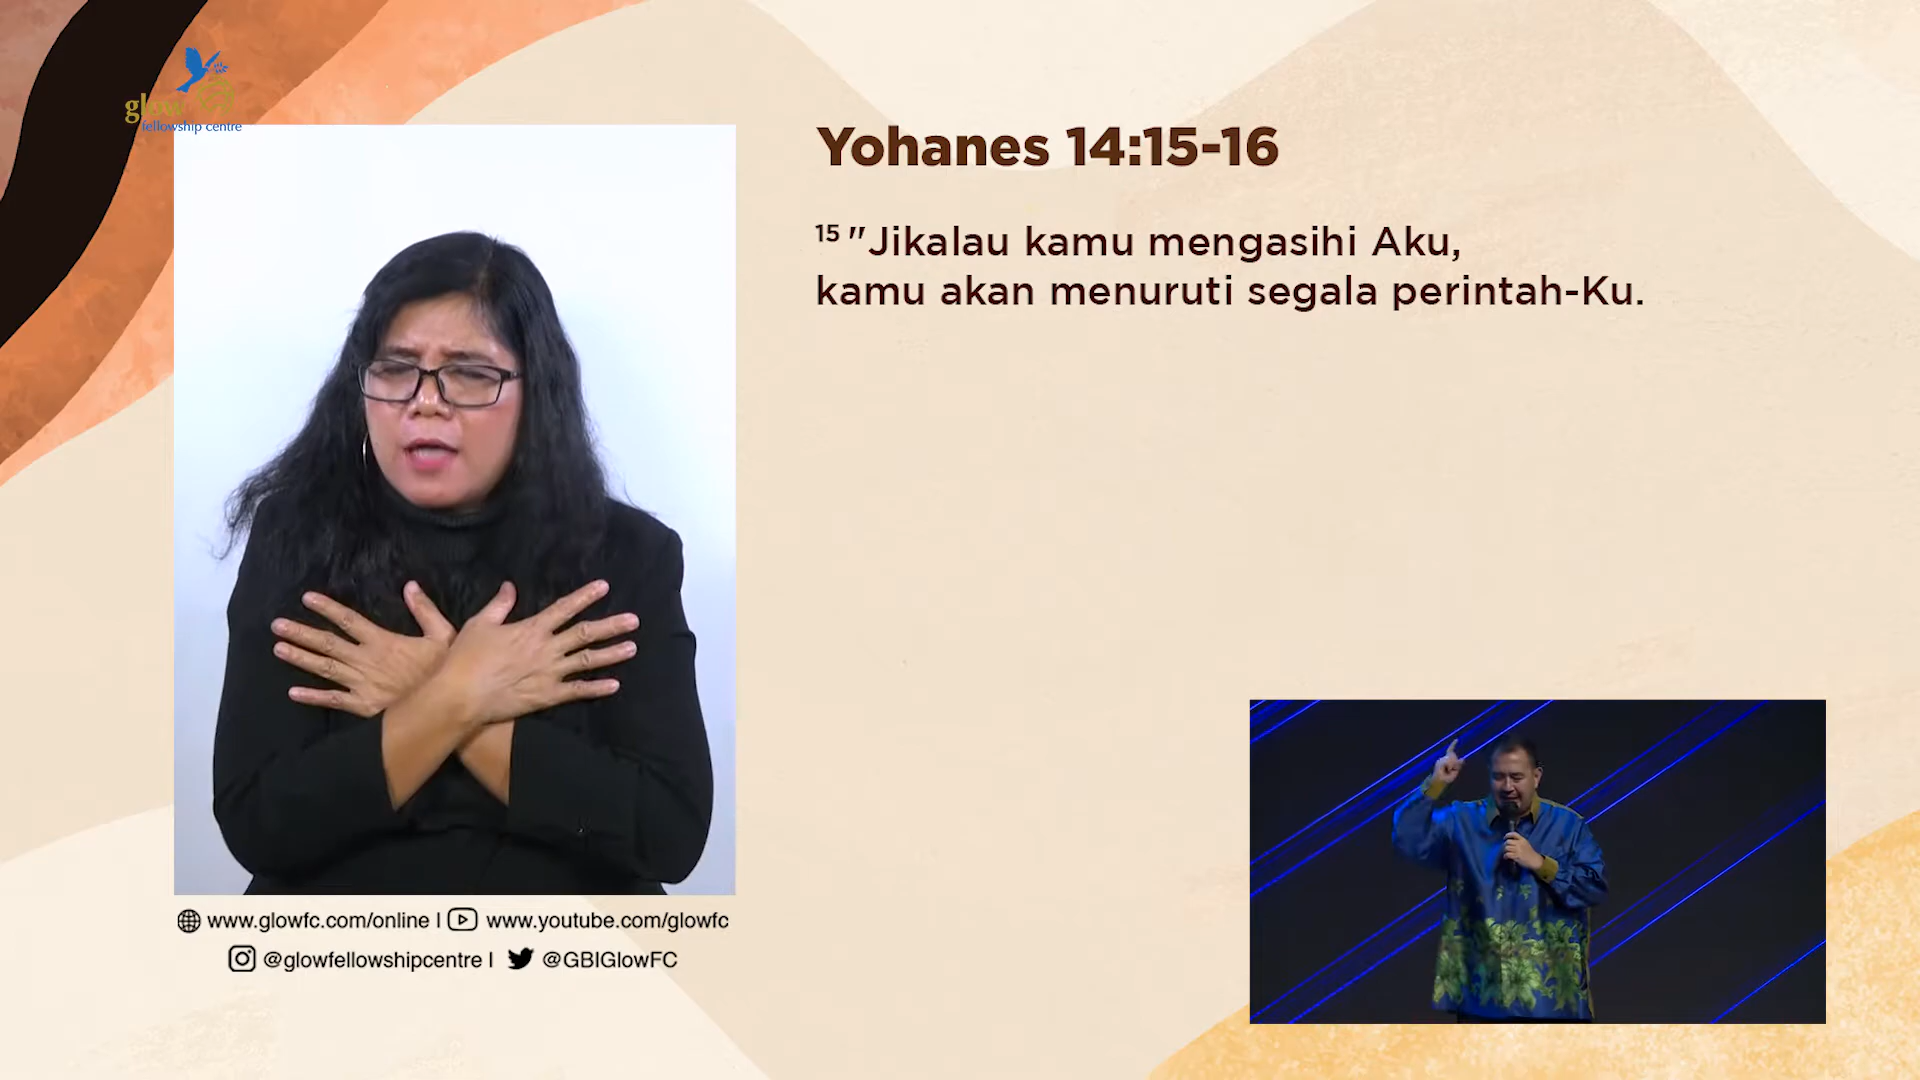 glow
fellowship centre
Yohanes 14:15-16
15 "Jikalau kamu mengasihi Aku,
kamu akan menuruti segala perintah-Ku.
www.glowfc.com/online I www.youtube.com/glowfc
@glowfellowshipcentre I @GBIGlowFC